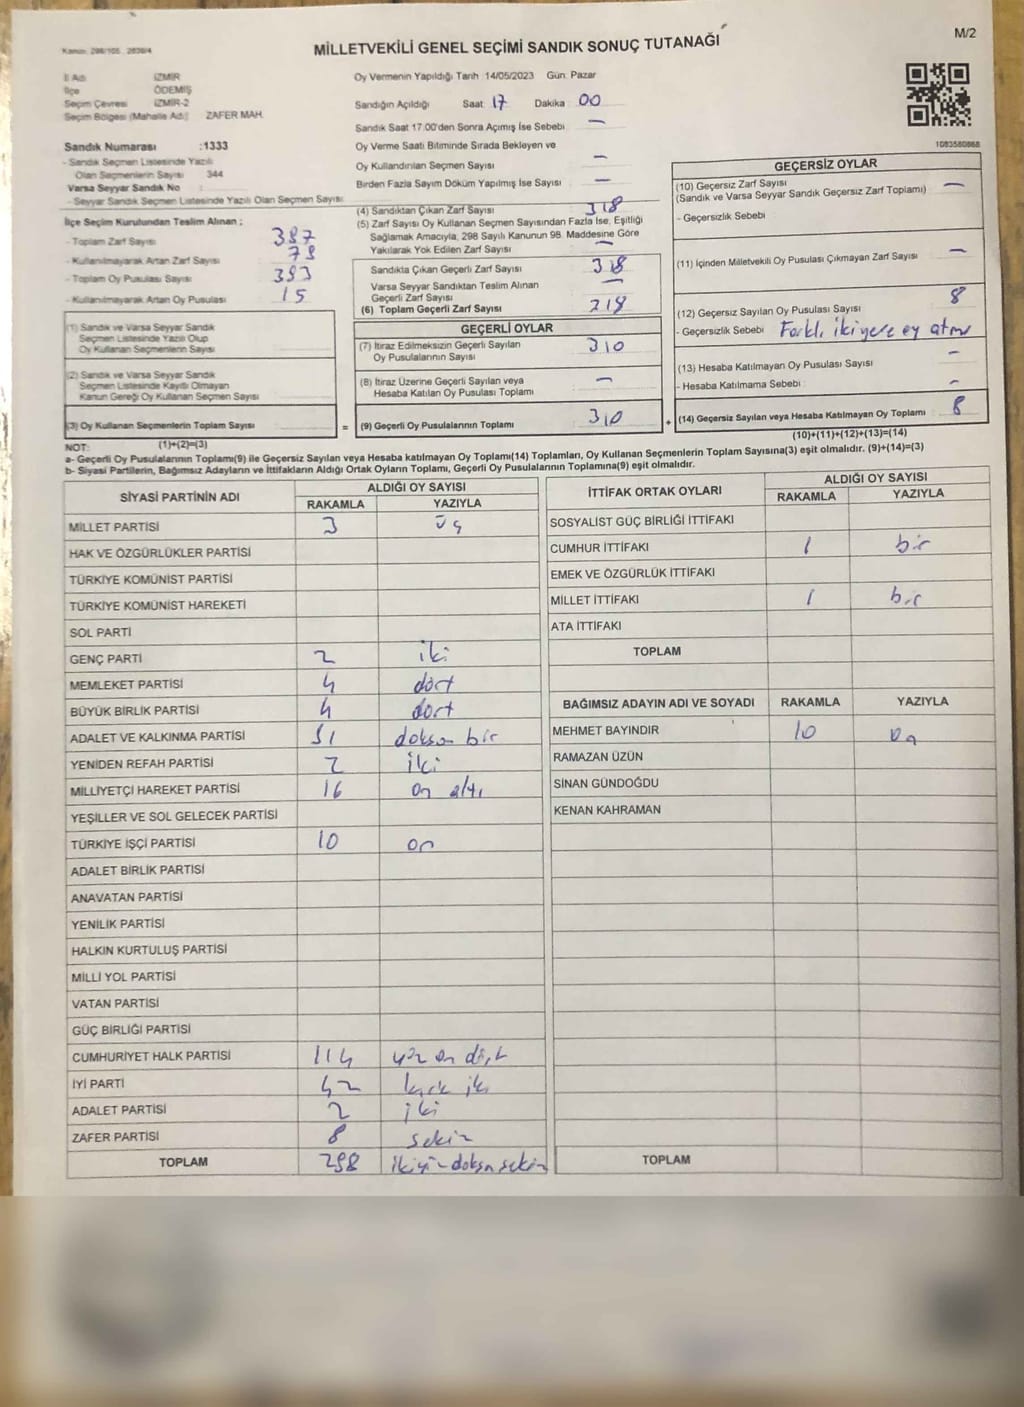 Kanun: 298/105, 2839/4
M/2
MİLLETVEKİLİ GENEL SEÇİMİ SANDIK SONUÇ TUTANAĞI
İl Adı İZMİR
İlçe ÖDEMİŞ
Seçim Çevresi İZMİR-2
Seçim Bölgesi (Mahalle Adı) ZAFER MAH.
Sandık Numarası :1333
- Sandık Seçmen Listesinde Yazılı
Olan Seçmenlerin Sayısı 344
Varsa Seyyar Sandık No :
- Seyyar Sandık Seçmen Listesinde Yazılı Olan Seçmen Sayısı
İlçe Seçim Kurulundan Teslim Alınan ;
- Toplam Zarf Sayısı 387
- Kullanılmayarak Artan Zarf Sayısı
- Toplam Oy Pusulası Sayısı
- Kullanılmayarak Artan Oy Pusulası 15
(1) Sandık ve Varsa Seyyar Sandık
Seçmen Listesinde Yazılı Olup
Oy Kullanan Seçmenlerin Sayısı
(2) Sandık ve Varsa Seyyar Sandık
Seçmen Listesinde Kayıtlı Olmayan
Kanun Gereği Oy Kullanan Seçmen Sayısı
(3) Oy Kullanan Seçmenlerin Toplam Sayısı =
(1)+(2)=(3)
Oy Vermenin Yapıldığı Tarih 14/05/2023 Gün Pazar
Sandığın Açıldığı Saat 17 Dakika 00
Sandık Saat 17:00'den Sonra Açımış İse Sebebi —
Oy Verme Saati Bitiminde Sırada Bekleyen ve
Oy Kullandırılan Seçmen Sayısı —
Birden Fazla Sayım Döküm Yapılmış İse Sayısı —
(4) Sandıktan Çıkan Zarf Sayısı 318
(5) Zarf Sayısı Oy Kullanan Seçmen Sayısından Fazla İse, Eşitliği
Sağlamak Amacıyla, 298 Sayılı Kanunun 98. Maddesine Göre
Yakılarak Yok Edilen Zarf Sayısı —
Sandıkta Çıkan Geçerli Zarf Sayısı 318
Varsa Seyyar Sandıktan Teslim Alınan
Geçerli Zarf Sayısı —
(6) Toplam Geçerli Zarf Sayısı 318
GEÇERLİ OYLAR
(7) İtiraz Edilmeksizin Geçerli Sayılan
Oy Pusulalarının Sayısı 310
(8) İtiraz Üzerine Geçerli Sayılan veya
Hesaba Katılan Oy Pusulası Toplamı —
(9) Geçerli Oy Pusulalarının Toplamı 310 +
1083580868
GEÇERSİZ OYLAR
(10) Geçersiz Zarf Sayısı —
(Sandık ve Varsa Seyyar Sandık Geçersiz Zarf Toplamı)
- Geçersizlik Sebebi
(11) İçinden Milletvekili Oy Pusulası Çıkmayan Zarf Sayısı —
(12) Geçersiz Sayılan Oy Pusulası Sayısı 8
- Geçersizlik Sebebi Farklı iki yere oy atma
(13) Hesaba Katılmayan Oy Pusulası Sayısı —
- Hesaba Katılmama Sebebi —
(14) Geçersiz Sayılan veya Hesaba Katılmayan Oy Toplamı 8
(10)+(11)+(12)+(13)=(14)
NOT:
a- Geçerli Oy Pusulalarının Toplamı(9) ile Geçersiz Sayılan veya Hesaba katılmayan Oy Toplamı(14) Toplamları, Oy Kullanan Seçmenlerin Toplam Sayısına(3) eşit olmalıdır. (9)+(14)=(3)
b- Siyasi Partilerin, Bağımsız Adayların ve İttifakların Aldığı Ortak Oyların Toplamı, Geçerli Oy Pusulalarının Toplamına(9) eşit olmalıdır.
SİYASİ PARTİNİN ADI ALDIĞI OY SAYISI
RAKAMLA YAZIYLA
MİLLET PARTİSİ 3 üç
HAK VE ÖZGÜRLÜKLER PARTİSİ
TÜRKİYE KOMÜNİST PARTİSİ
TÜRKİYE KOMÜNİST HAREKETİ
SOL PARTİ
GENÇ PARTİ 2 iki
MEMLEKET PARTİSİ 4 dört
BÜYÜK BİRLİK PARTİSİ 4 dört
ADALET VE KALKINMA PARTİSİ 91 doksan bir
YENİDEN REFAH PARTİSİ 2 iki
MİLLİYETÇİ HAREKET PARTİSİ 16 on altı
YEŞİLLER VE SOL GELECEK PARTİSİ
TÜRKİYE İŞÇİ PARTİSİ 10 on
ADALET BİRLİK PARTİSİ
ANAVATAN PARTİSİ
YENİLİK PARTİSİ
HALKIN KURTULUŞ PARTİSİ
MİLLİ YOL PARTİSİ
VATAN PARTİSİ
GÜÇ BİRLİĞİ PARTİSİ
CUMHURİYET HALK PARTİSİ 114 yüz on dört
İYİ PARTİ 42 kırk iki
ADALET PARTİSİ 2 iki
ZAFER PARTİSİ 8 sekiz
TOPLAM 298 ikiyüz doksan sekiz
İTTİFAK ORTAK OYLARI ALDIĞI OY SAYISI
RAKAMLA YAZIYLA
SOSYALİST GÜÇ BİRLİĞİ İTTİFAKI
CUMHUR İTTİFAKI 1 bir
EMEK VE ÖZGÜRLÜK İTTİFAKI
MİLLET İTTİFAKI 1 bir
ATA İTTİFAKI
TOPLAM
BAĞIMSIZ ADAYIN ADI VE SOYADI RAKAMLA YAZIYLA
MEHMET BAYINDIR 10 on
RAMAZAN ÜZÜN
SİNAN GÜNDOĞDU
KENAN KAHRAMAN
TOPLAM